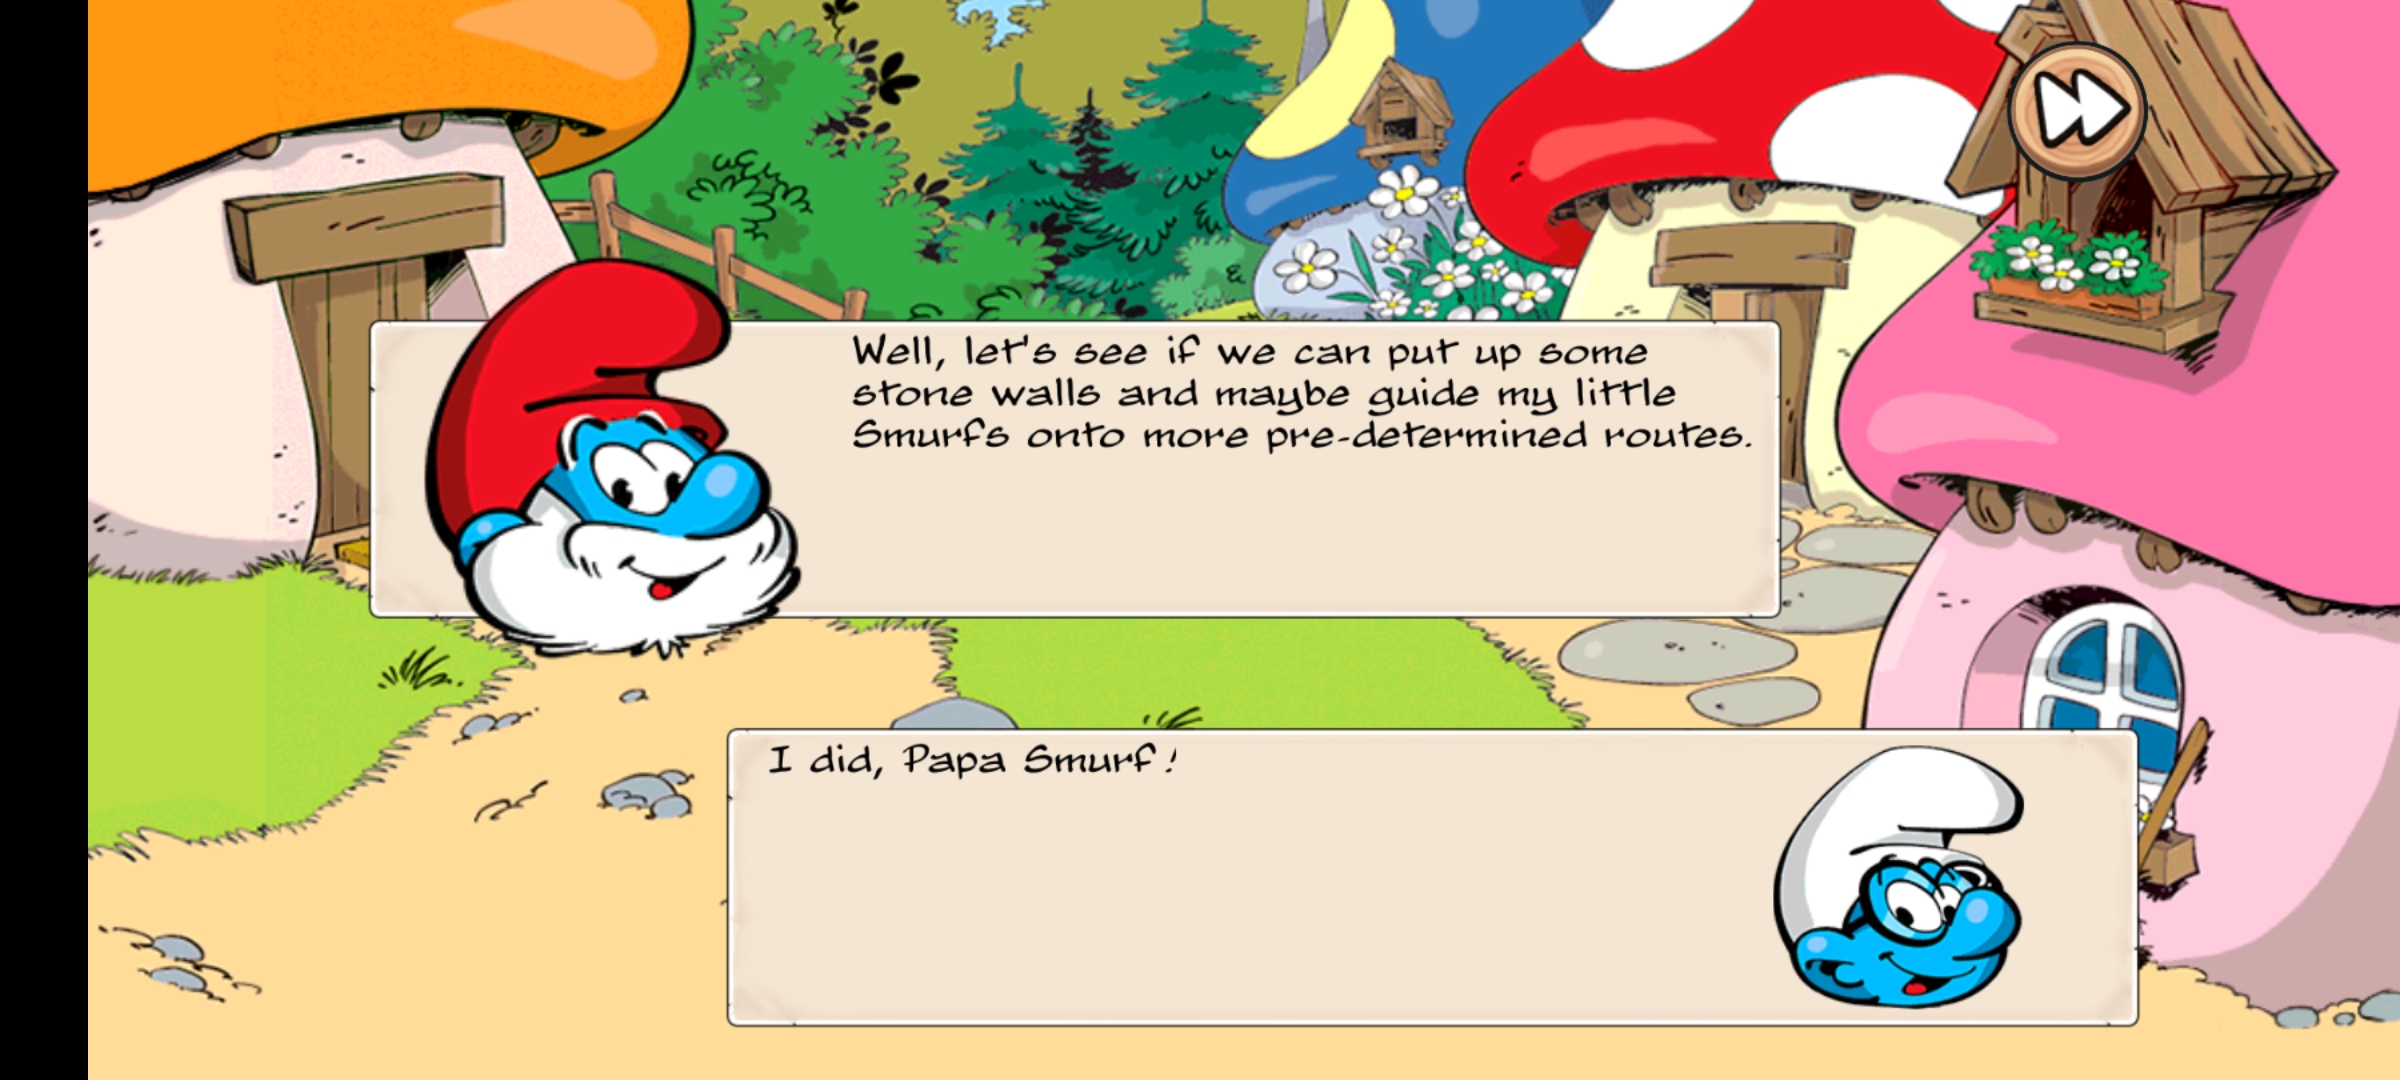 Well, let's see if we can put up some
stone walls and maybe guide my little
Smurfs onto more pre-determined routes.
I did, Papa Smurf!